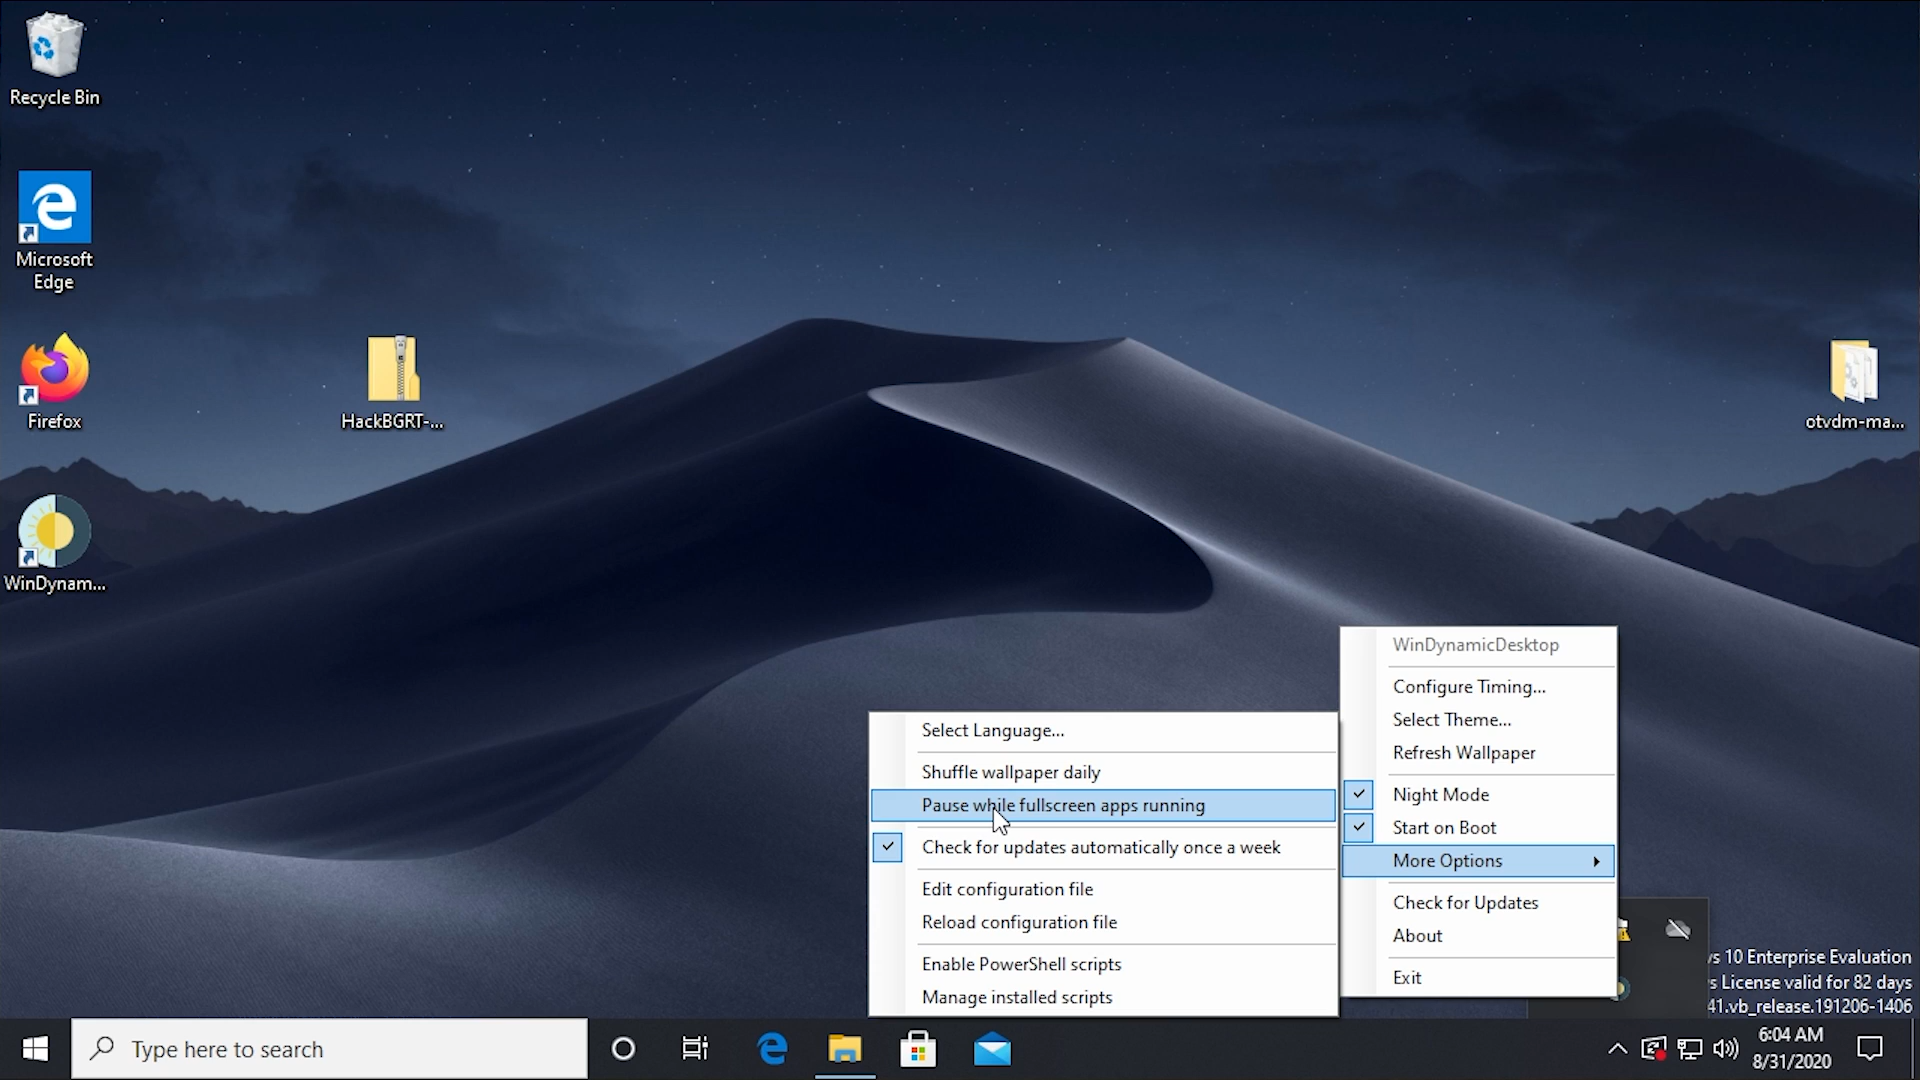 Recycle Bin
Microsoft
Edge
Firefox
HackBGRT-...
otvdm-ma...
WinDynam...
WinDynamicDesktop
Configure Timing...
Select Theme...
Refresh Wallpaper
Night Mode
Start on Boot
More Options
Check for Updates
About
Exit
Select Language...
Shuffle wallpaper daily
Pause while fullscreen apps running
Check for updates automatically once a week
Edit configuration file
Reload configuration file
Enable PowerShell scripts
Manage installed scripts
10 Enterprise Evaluation
License valid for 82 days
41.vb_release.191206-1406
Type here to search
6:04 AM
8/31/2020